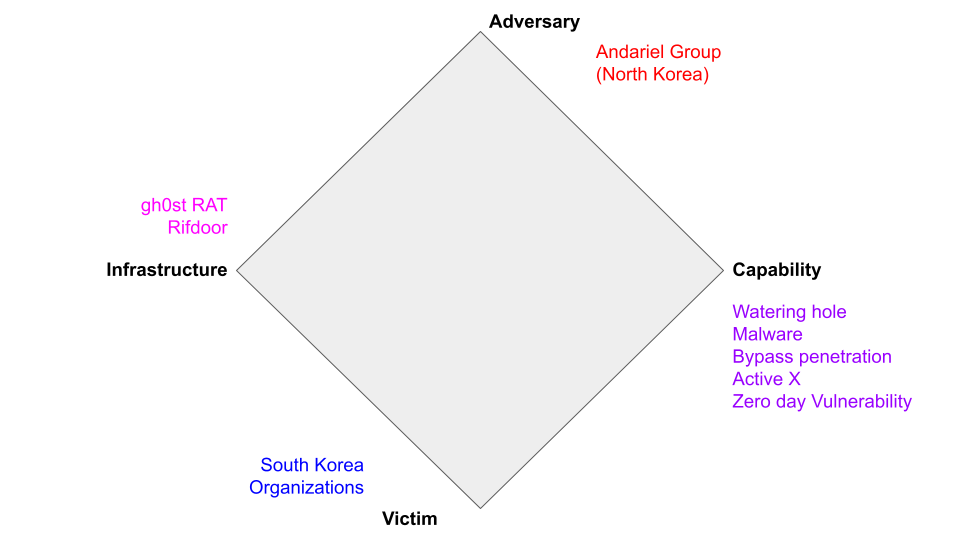 Adversary
Andariel Group
(North Korea)
gh0st RAT
Rifdoor
Infrastructure
Capability
Watering hole
Malware
Bypass penetration
Active X
Zero day Vulnerability
South Korea
Organizations
Victim